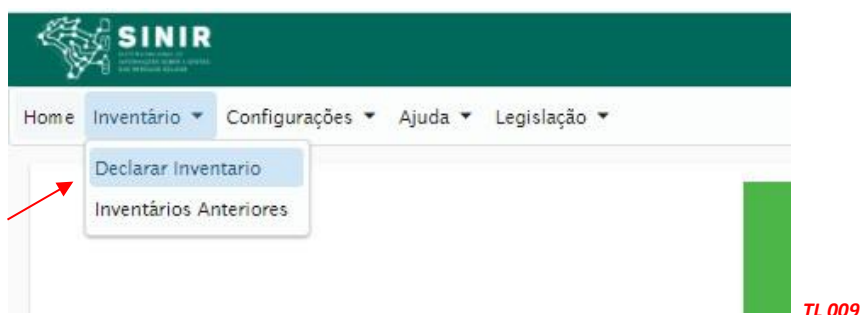 SINIR
Home Inventário Configurações Ajuda Legislação
Declarar Inventario
Inventários Anteriores
TL 009